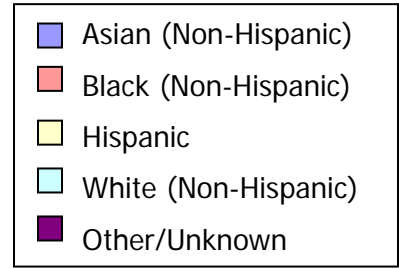 Asian (Non-Hispanic)
Black (Non-Hispanic)
Hispanic
White (Non-Hispanic)
Other/Unknown